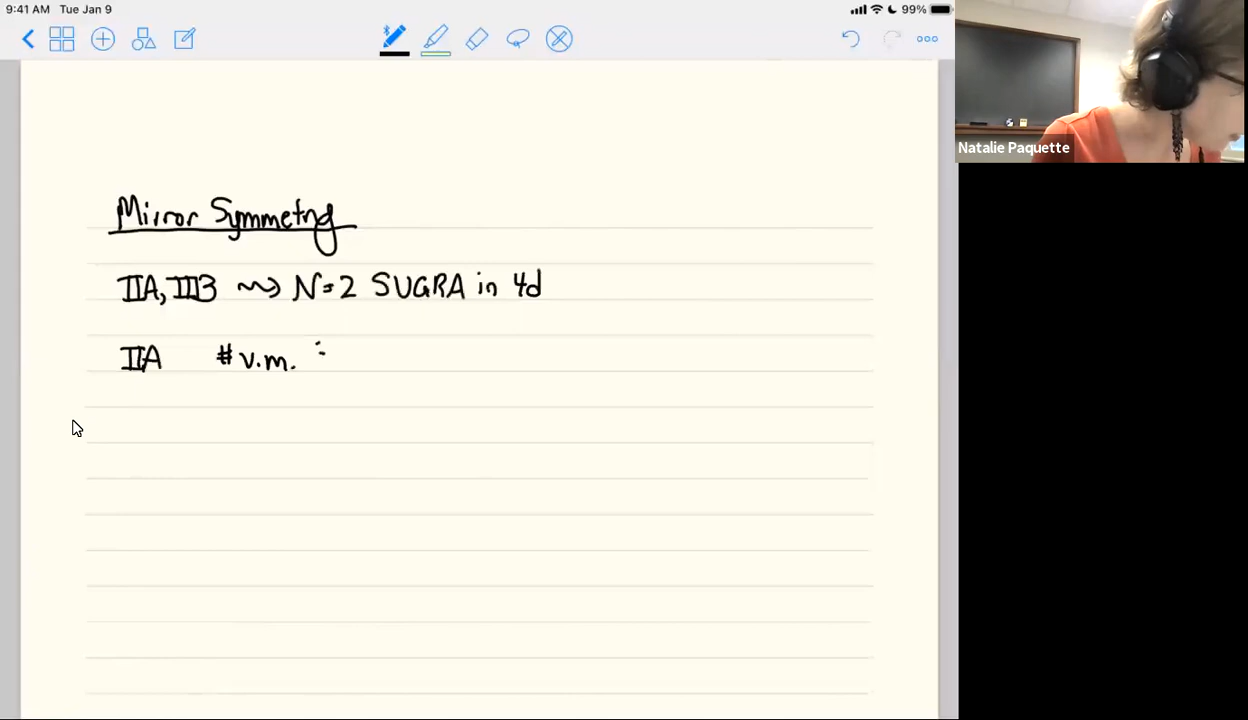 9:41 AM Tue Jan 9
99%
Natalie Paquette
Mirror Symmetry
IIA, IIB ⇝ N=2 SUGRA in 4d
IIA # v.m. :